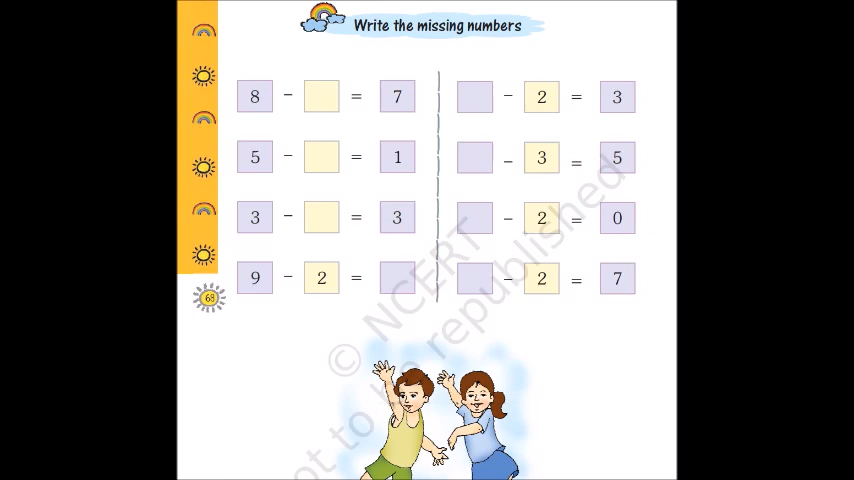 Write the missing numbers
8 - = 7
5 - = 1
3 - = 3
9 - 2 =
- 2 = 3
- 3 = 5
- 2 = 0
- 2 = 7
68
© NCERT
not to be republished